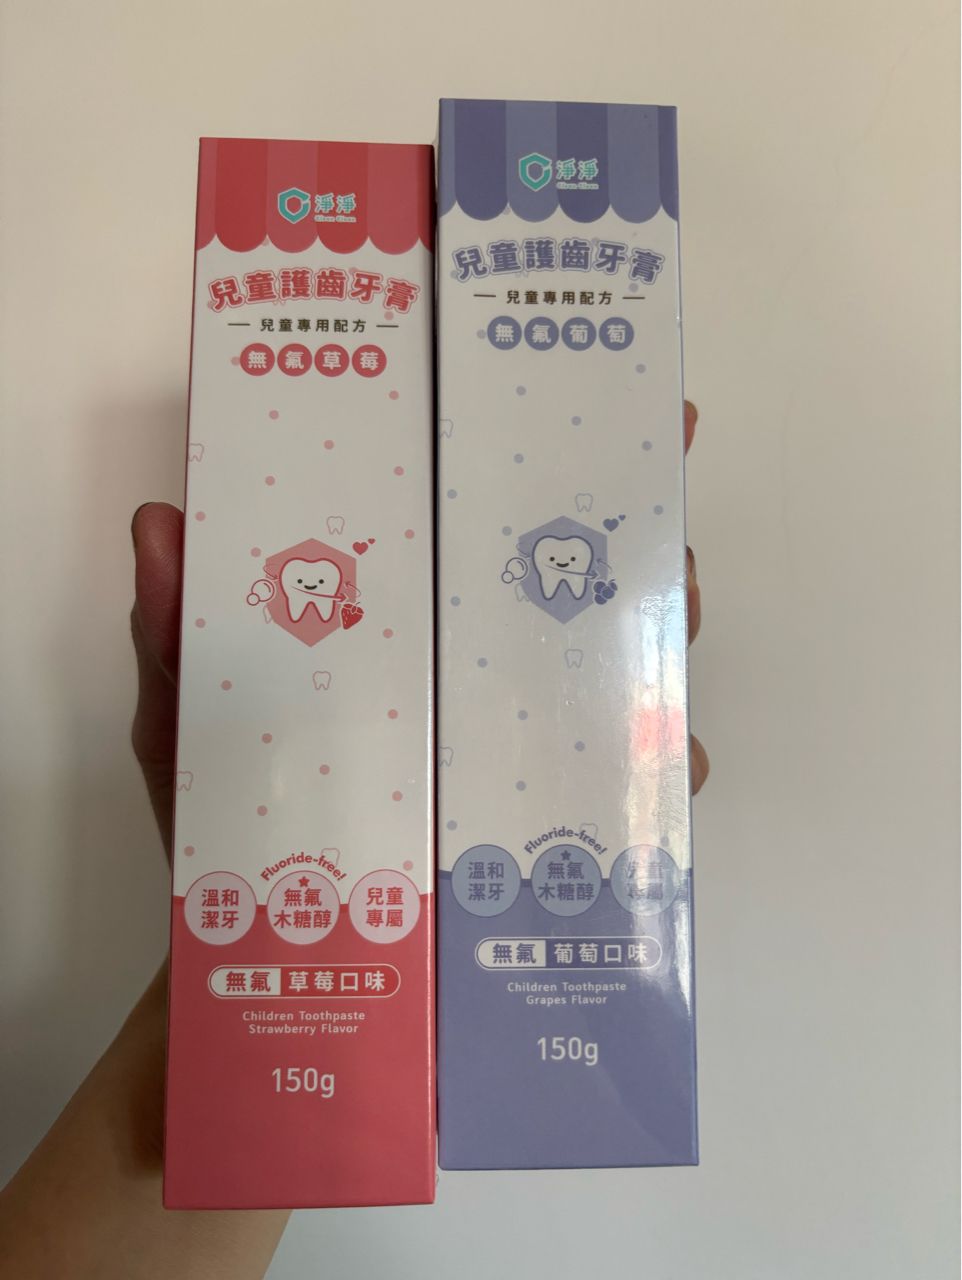 淨淨
Clean Clean
兒童護齒牙膏
兒童專用配方
無氟草莓
Fluoride-free!
溫和
潔牙
無氟
木糖醇
兒童
專屬
無氟 草莓口味
Children Toothpaste
Strawberry Flavor
150g
淨淨
Clean Clean
兒童護齒牙膏
兒童專用配方
無氟葡萄
Fluoride-free!
溫和
潔牙
無氟
木糖醇
兒童
專屬
無氟 葡萄口味
Children Toothpaste
Grapes Flavor
150g